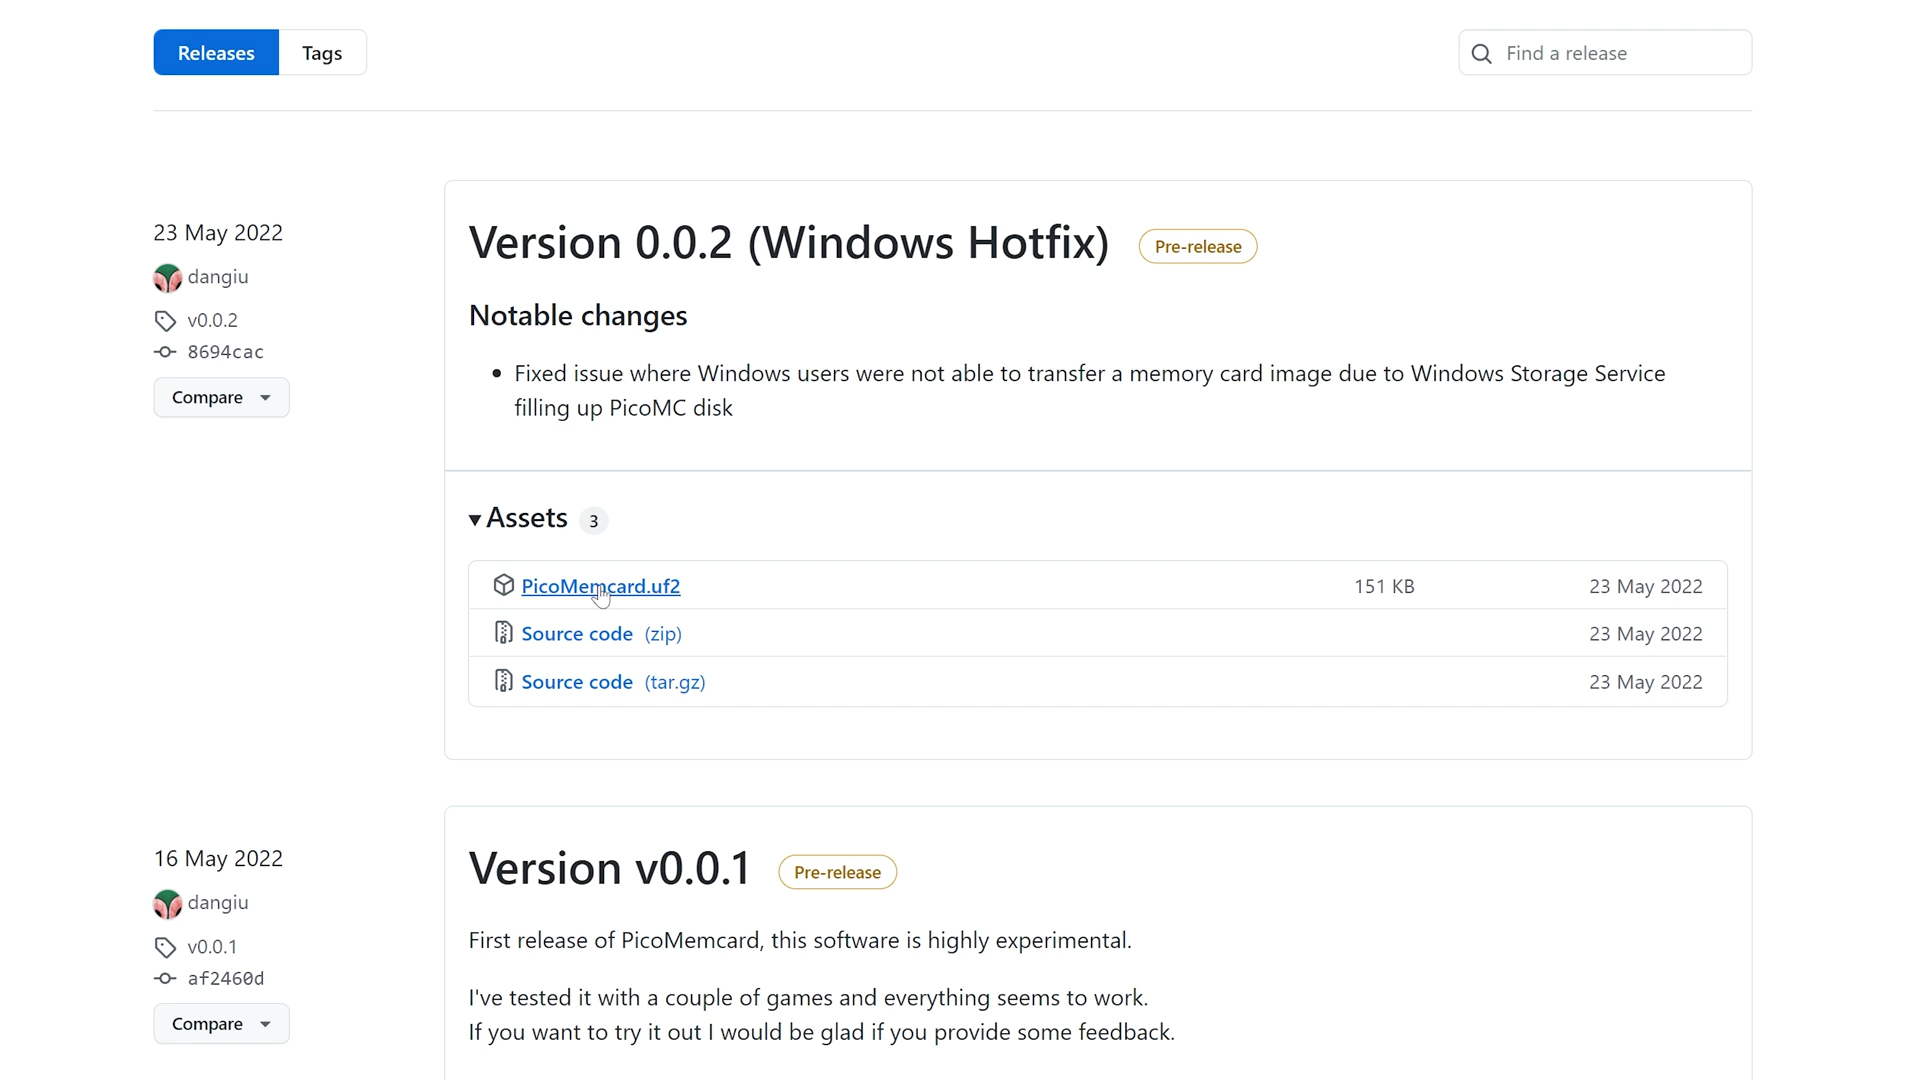 Releases
Tags
Find a release
23 May 2022
dangiu
v0.0.2
8694cac
Compare
Version 0.0.2 (Windows Hotfix)
Pre-release
Notable changes
Fixed issue where Windows users were not able to transfer a memory card image due to Windows Storage Service
filling up PicoMC disk
Assets 3
PicoMemcard.uf2 151 KB 23 May 2022
Source code (zip) 23 May 2022
Source code (tar.gz) 23 May 2022
16 May 2022
dangiu
v0.0.1
af2460d
Compare
Version v0.0.1
Pre-release
First release of PicoMemcard, this software is highly experimental.
I've tested it with a couple of games and everything seems to work.
If you want to try it out I would be glad if you provide some feedback.